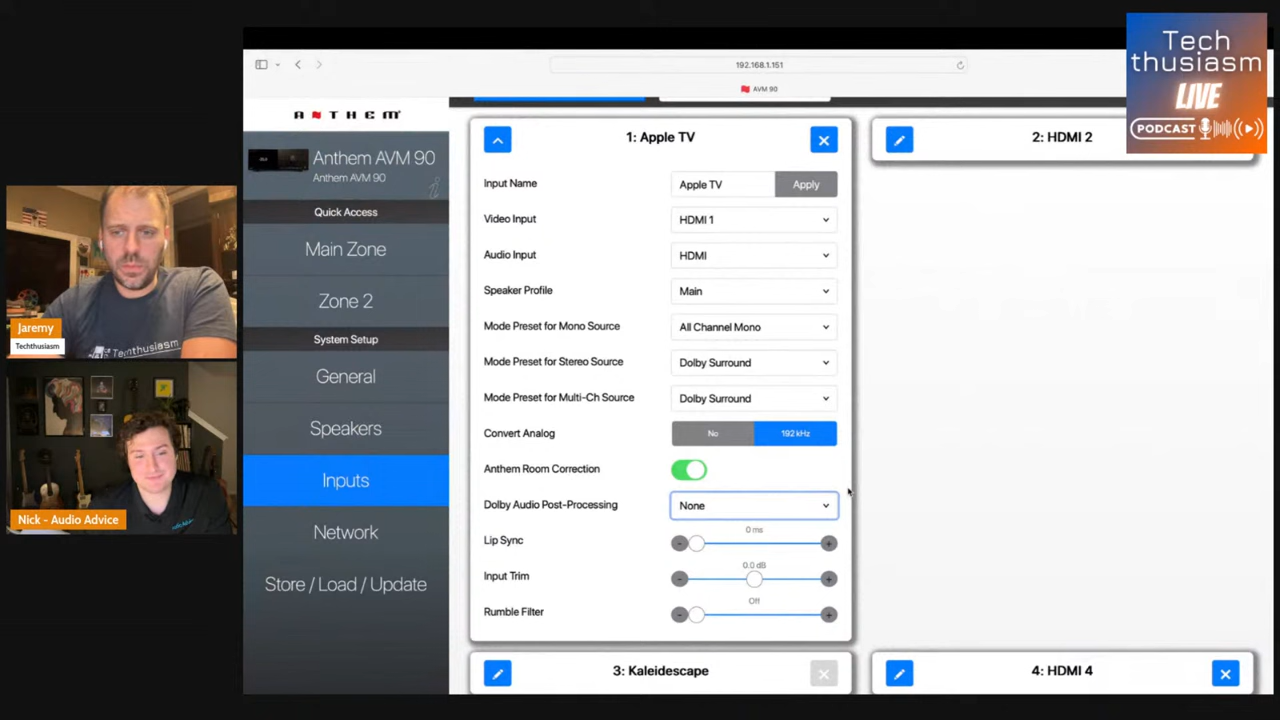 Tech
thusiasm
LIVE
PODCAST
192.168.1.151
AVM 90
ANTHEM
Anthem AVM 90
Anthem AVM 90
Quick Access
Main Zone
Zone 2
System Setup
General
Speakers
Inputs
Network
Store / Load / Update
1: Apple TV
Input Name
Apple TV
Apply
Video Input
HDMI 1
Audio Input
HDMI
Speaker Profile
Main
Mode Preset for Mono Source
All Channel Mono
Mode Preset for Stereo Source
Dolby Surround
Mode Preset for Multi-Ch Source
Dolby Surround
Convert Analog
No
192 kHz
Anthem Room Correction
Dolby Audio Post-Processing
None
Lip Sync
0 ms
Input Trim
0.0 dB
Rumble Filter
Off
2: HDMI 2
3: Kaleidescape
4: HDMI 4
Jaremy
Techthusiasm
Techthusiasm
Nick - Audio Advice